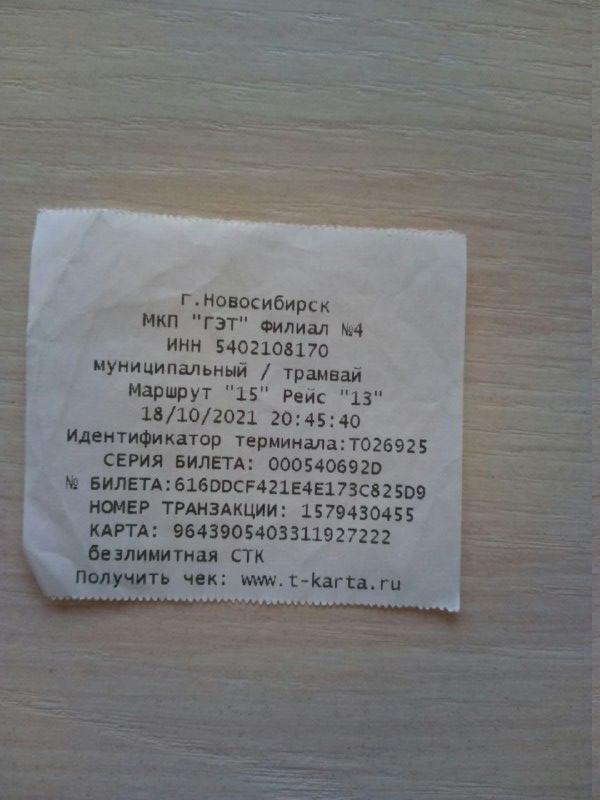 г.Новосибирск
МКП "ГЭТ" Филиал №4
ИНН 5402108170
муниципальный / трамвай
Маршрут "15" Рейс "13"
18/10/2021 20:45:40
Идентификатор терминала:T026925
СЕРИЯ БИЛЕТА: 000540692D
№ БИЛЕТА:616DDCF421E4E173C825D9
НОМЕР ТРАНЗАКЦИИ: 1579430455
КАРТА: 9643905403311927222
безлимитная СТК
Получить чек: www.t-karta.ru